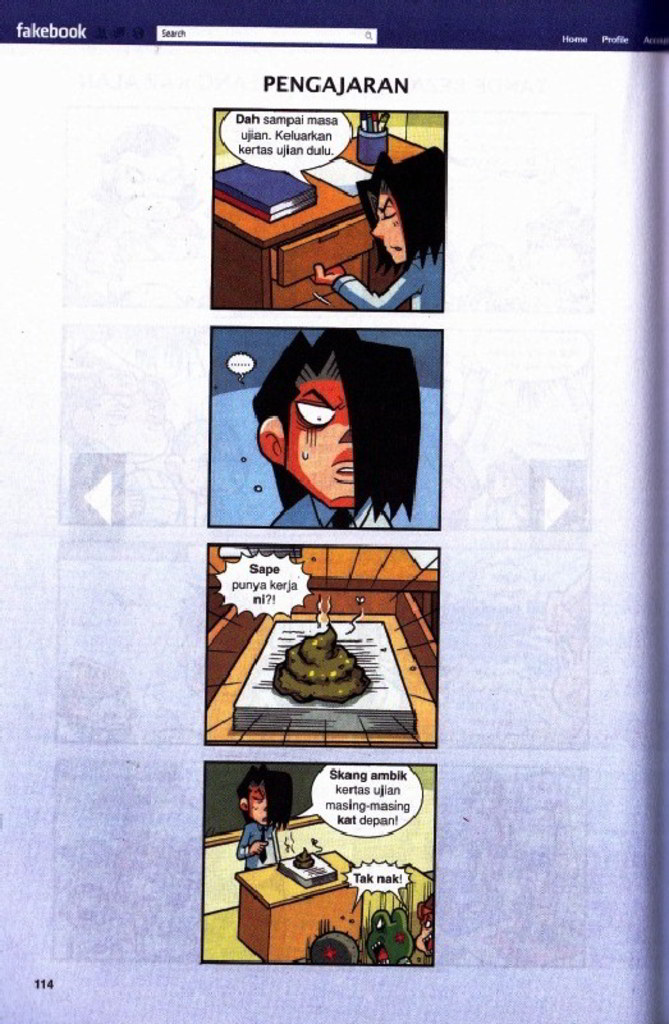 fakebook
Search
Home Profile
PENGAJARAN
Dah sampai masa
ujian. Keluarkan
kertas ujian dulu.
......
Sape
punya kerja
ni?!
Skang ambik
kertas ujian
masing-masing
kat depan!
Tak nak!
114